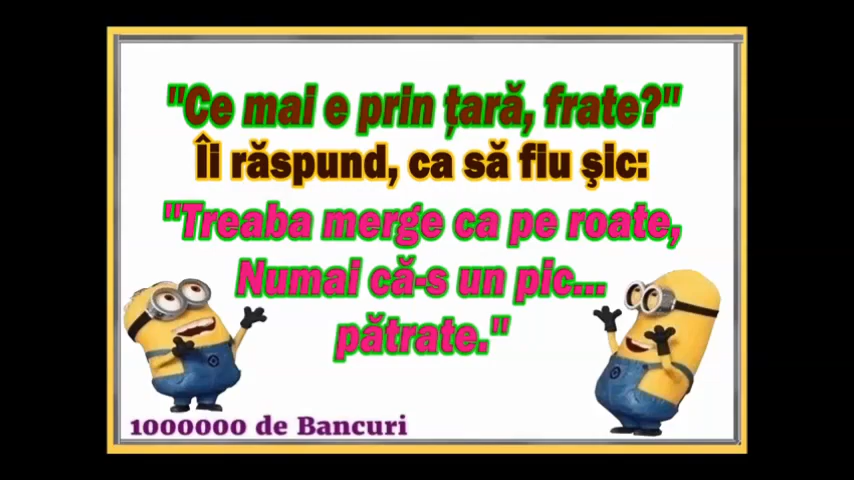 "Ce mai e prin țară, frate?"
Îi răspund, ca să fiu şic:
"Treaba merge ca pe roate,
Numai că-s un pic...
pătrate."
1000000 de Bancuri